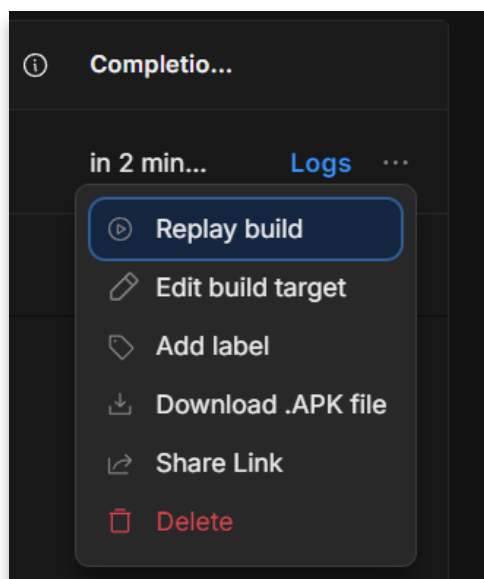 Completio...
in 2 min... Logs ...
Replay build
Edit build target
Add label
Download .APK file
Share Link
Delete